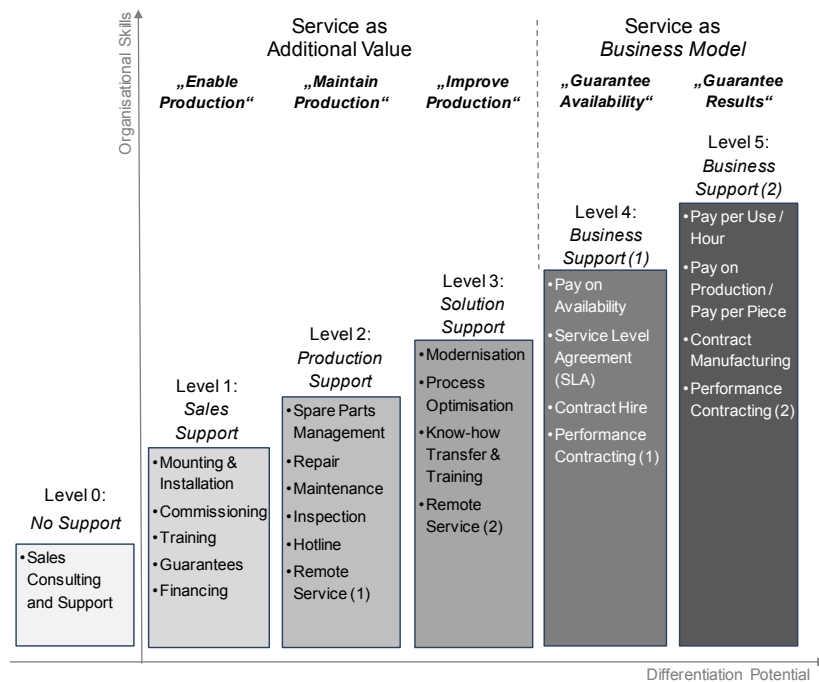 Organisational Skills
Service as
Additional Value
Service as
Business Model
„Enable
Production“
„Maintain
Production“
„Improve
Production“
„Guarantee
Availability“
„Guarantee
Results“
Level 0:
No Support
•Sales
Consulting
and Support
Level 1:
Sales
Support
•Mounting &
Installation
•Commissioning
•Training
•Guarantees
•Financing
Level 2:
Production
Support
•Spare Parts
Management
•Repair
•Maintenance
•Inspection
•Hotline
•Remote
Service (1)
Level 3:
Solution
Support
•Modernisation
•Process
Optimisation
•Know-how
Transfer &
Training
•Remote
Service (2)
Level 4:
Business
Support (1)
•Pay on
Availability
•Service Level
Agreement
(SLA)
•Contract Hire
•Performance
Contracting (1)
Level 5:
Business
Support (2)
•Pay per Use /
Hour
•Pay on
Production /
Pay per Piece
•Contract
Manufacturing
•Performance
Contracting (2)
Differentiation Potential